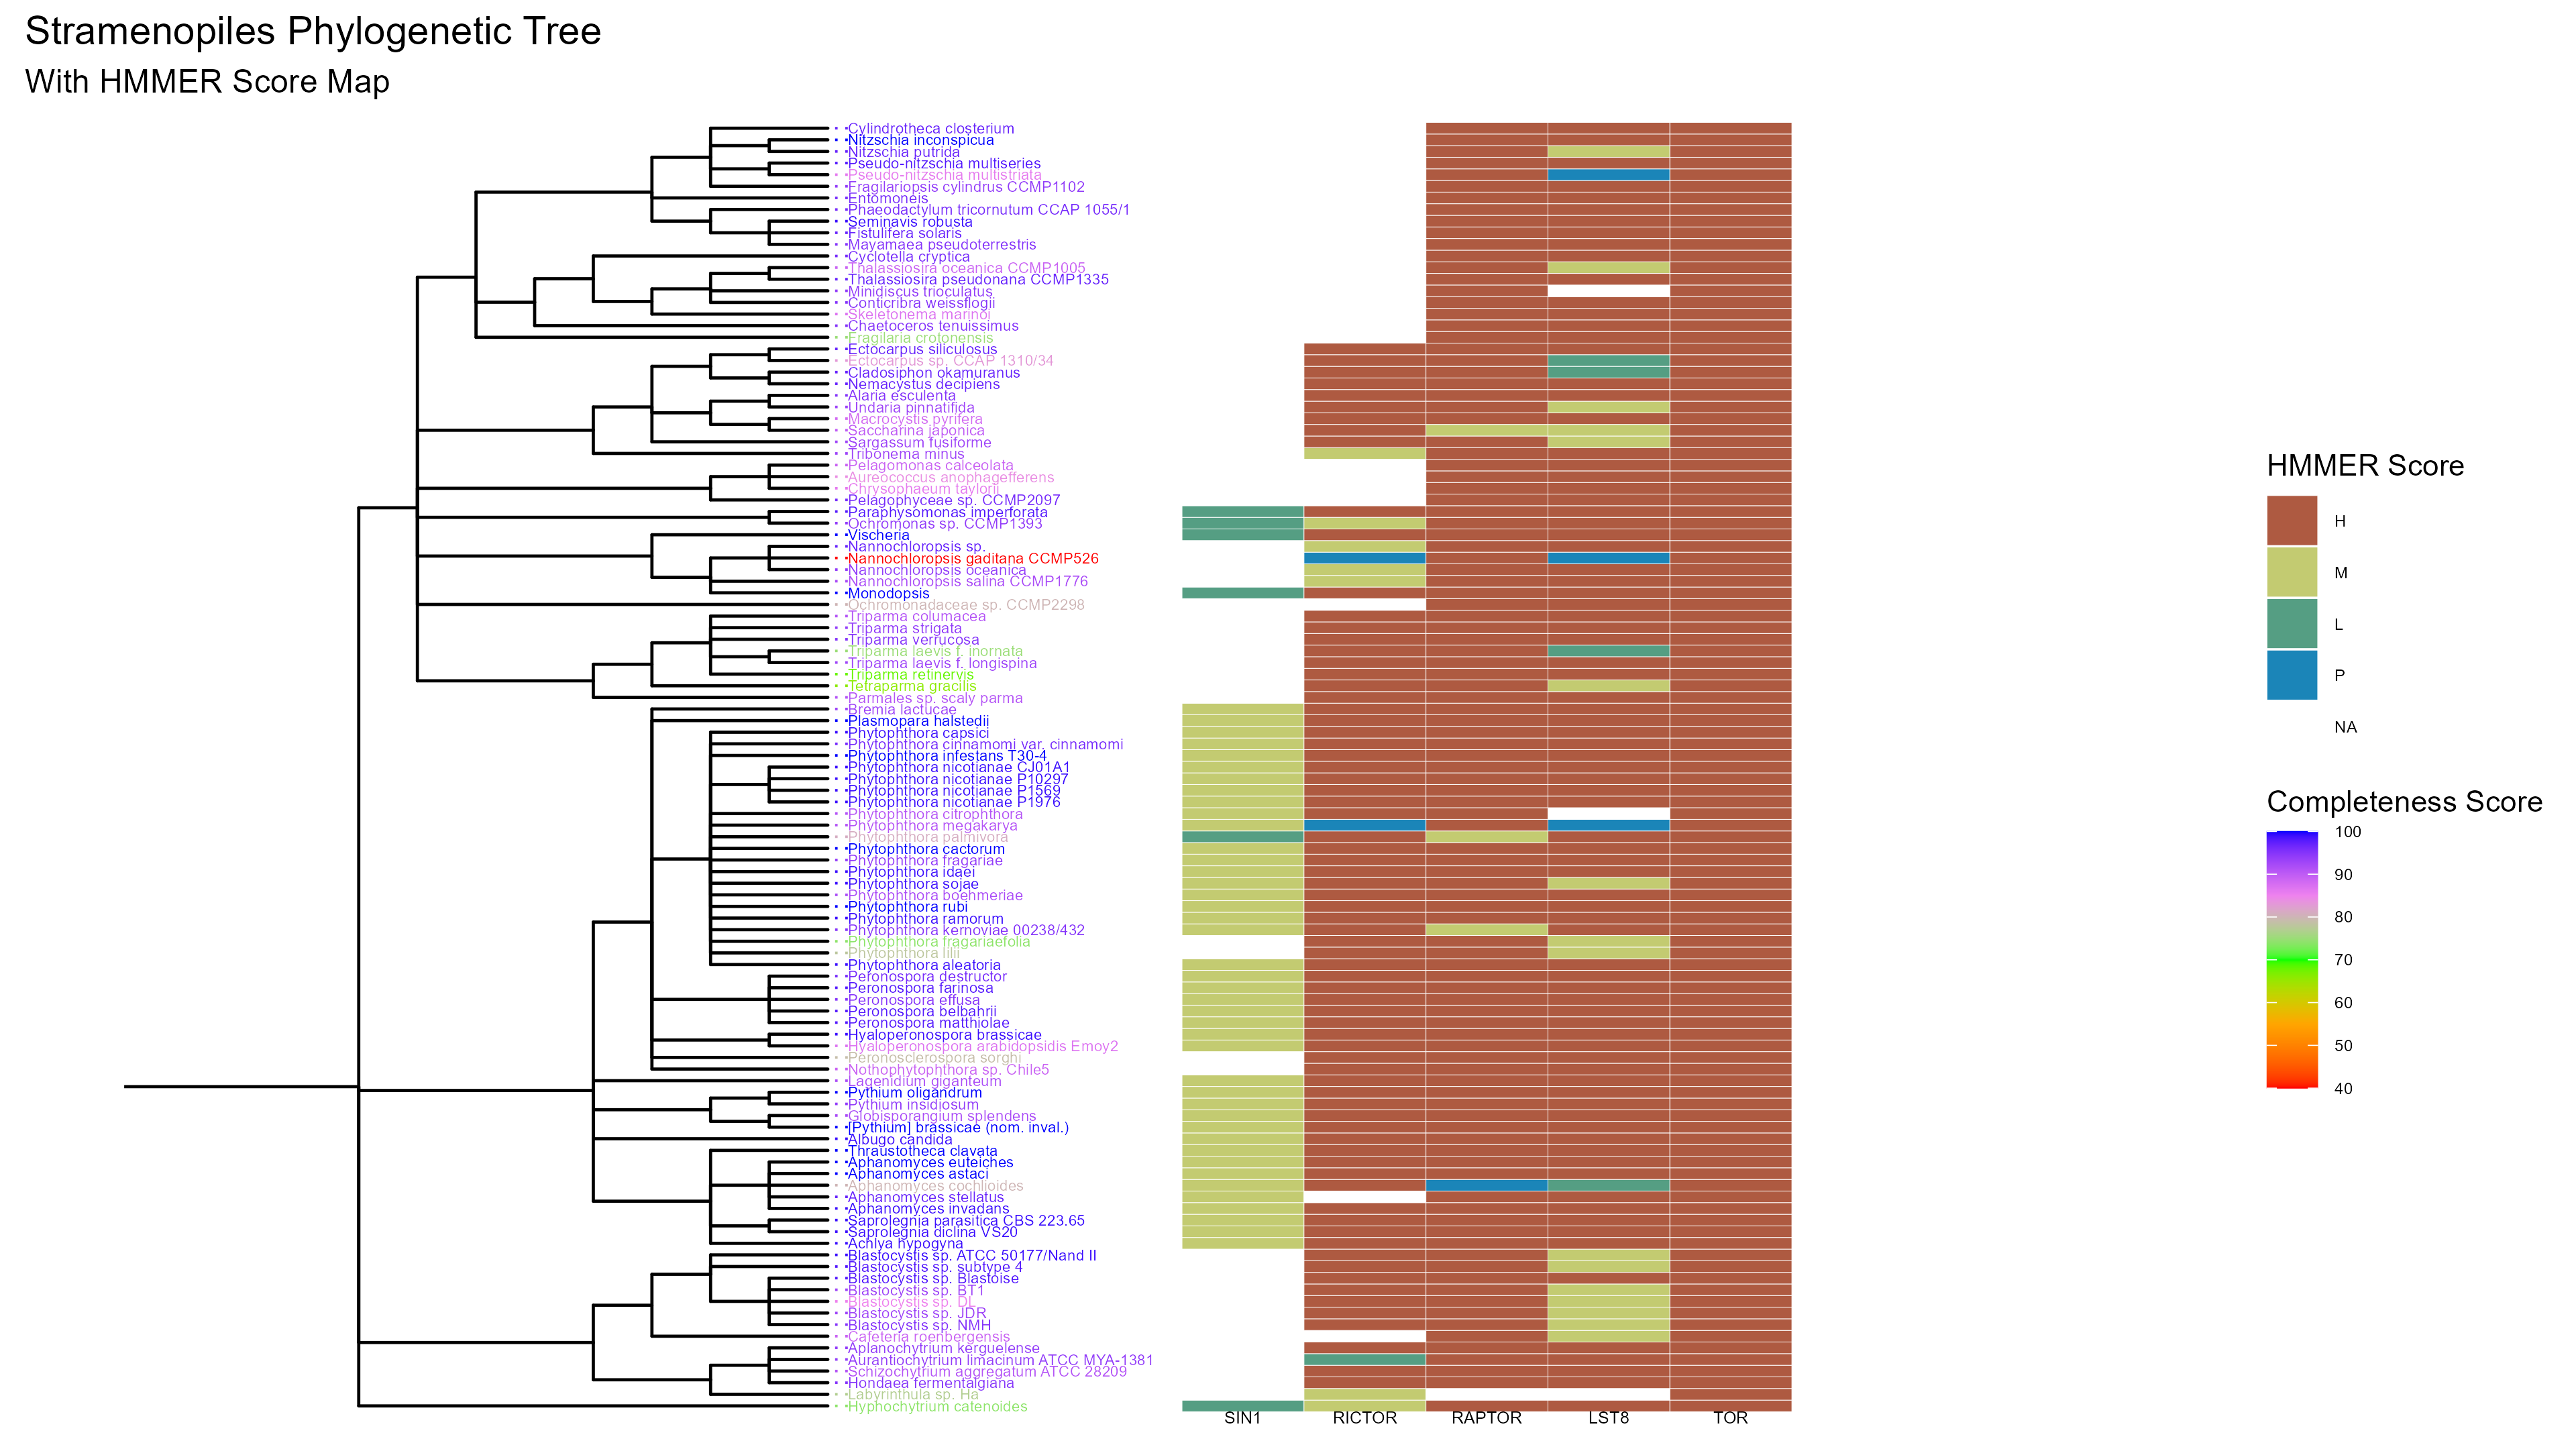 Stramenopiles Phylogenetic Tree
With HMMER Score Map
Cylindrotheca closterium
Nitzschia inconspicua
Nitzschia putrida
Pseudo-nitzschia multiseries
Pseudo-nitzschia multistriata
Fragilariopsis cylindrus CCMP1102
Entomoneis
Phaeodactylum tricornutum CCAP 1055/1
Seminavis robusta
Fistulifera solaris
Mayamaea pseudoterrestris
Cyclotella cryptica
Thalassiosira oceanica CCMP1005
Thalassiosira pseudonana CCMP1335
Minidiscus trioculatus
Conticribra weissflogii
Skeletonema marinoi
Chaetoceros tenuissimus
Fragilaria crotonensis
Ectocarpus siliculosus
Ectocarpus sp. CCAP 1310/34
Cladosiphon okamuranus
Nemacystus decipiens
Alaria esculenta
Undaria pinnatifida
Macrocystis pyrifera
Saccharina japonica
Sargassum fusiforme
Tribonema minus
Pelagomonas calceolata
Aureococcus anophagefferens
Chrysophaeum taylorii
Pelagophyceae sp. CCMP2097
Paraphysomonas imperforata
Ochromonas sp. CCMP1393
Vischeria
Nannochloropsis sp.
Nannochloropsis gaditana CCMP526
Nannochloropsis oceanica
Nannochloropsis salina CCMP1776
Monodopsis
Ochromonadaceae sp. CCMP2298
Triparma columacea
Triparma strigata
Triparma verrucosa
Triparma laevis f. inornata
Triparma laevis f. longispina
Triparma retinervis
Tetraparma gracilis
Parmales sp. scaly parma
Bremia lactucae
Plasmopara halstedii
Phytophthora capsici
Phytophthora cinnamomi var. cinnamomi
Phytophthora infestans T30-4
Phytophthora nicotianae CJ01A1
Phytophthora nicotianae P10297
Phytophthora nicotianae P1569
Phytophthora nicotianae P1976
Phytophthora citrophthora
Phytophthora megakarya
Phytophthora palmivora
Phytophthora cactorum
Phytophthora fragariae
Phytophthora idaei
Phytophthora sojae
Phytophthora boehmeriae
Phytophthora rubi
Phytophthora ramorum
Phytophthora kernoviae 00238/432
Phytophthora fragariaefolia
Phytophthora lilii
Phytophthora aleatoria
Peronospora destructor
Peronospora farinosa
Peronospora effusa
Peronospora belbahrii
Peronospora matthiolae
Hyaloperonospora brassicae
Hyaloperonospora arabidopsidis Emoy2
Peronosclerospora sorghi
Nothophytophthora sp. Chile5
Lagenidium giganteum
Pythium oligandrum
Pythium insidiosum
Globisporangium splendens
[Pythium] brassicae (nom. inval.)
Albugo candida
Thraustotheca clavata
Aphanomyces euteiches
Aphanomyces astaci
Aphanomyces cochlioides
Aphanomyces stellatus
Aphanomyces invadans
Saprolegnia parasitica CBS 223.65
Saprolegnia diclina VS20
Achlya hypogyna
Blastocystis sp. ATCC 50177/Nand II
Blastocystis sp. subtype 4
Blastocystis sp. Blastoise
Blastocystis sp. BT1
Blastocystis sp. DL
Blastocystis sp. JDR
Blastocystis sp. NMH
Cafeteria roenbergensis
Aplanochytrium kerguelense
Aurantiochytrium limacinum ATCC MYA-1381
Schizochytrium aggregatum ATCC 28209
Hondaea fermentalgiana
Labyrinthula sp. Ha
Hyphochytrium catenoides
SIN1 RICTOR RAPTOR LST8 TOR
HMMER Score
H
M
L
P
NA
Completeness Score
100
90
80
70
60
50
40